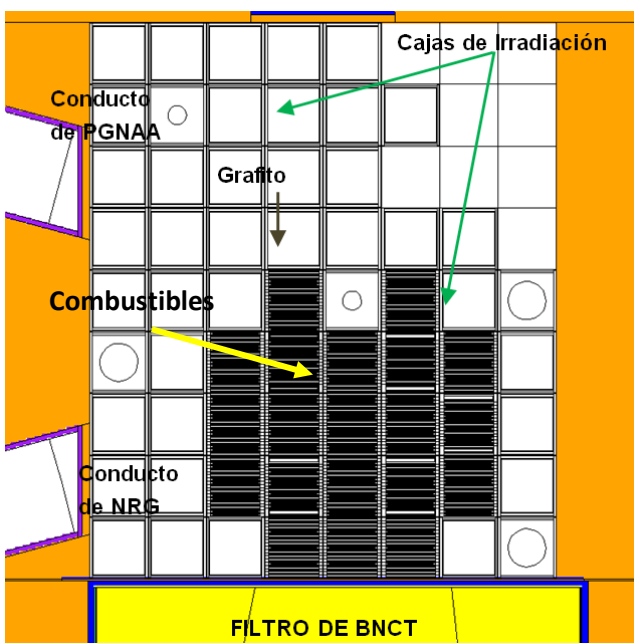 Cajas de Irradiación
Conducto
de PGNAA
Grafito
Combustibles
Conducto
de NRG
FILTRO DE BNCT